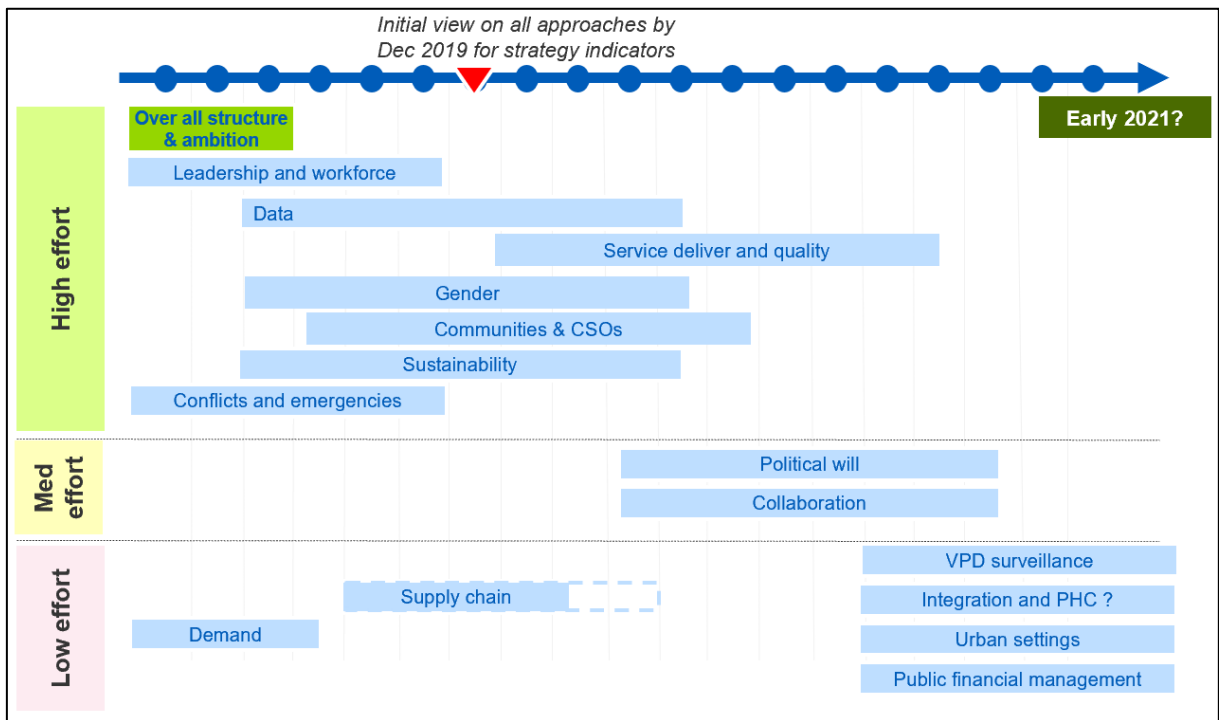 Initial view on all approaches by
Dec 2019 for strategy indicators
Over all structure
& ambition
Early 2021?
High effort
Leadership and workforce
Data
Service deliver and quality
Gender
Communities & CSOs
Sustainability
Conflicts and emergencies
Med
effort
Political will
Collaboration
Low effort
VPD surveillance
Supply chain
Integration and PHC ?
Demand
Urban settings
Public financial management